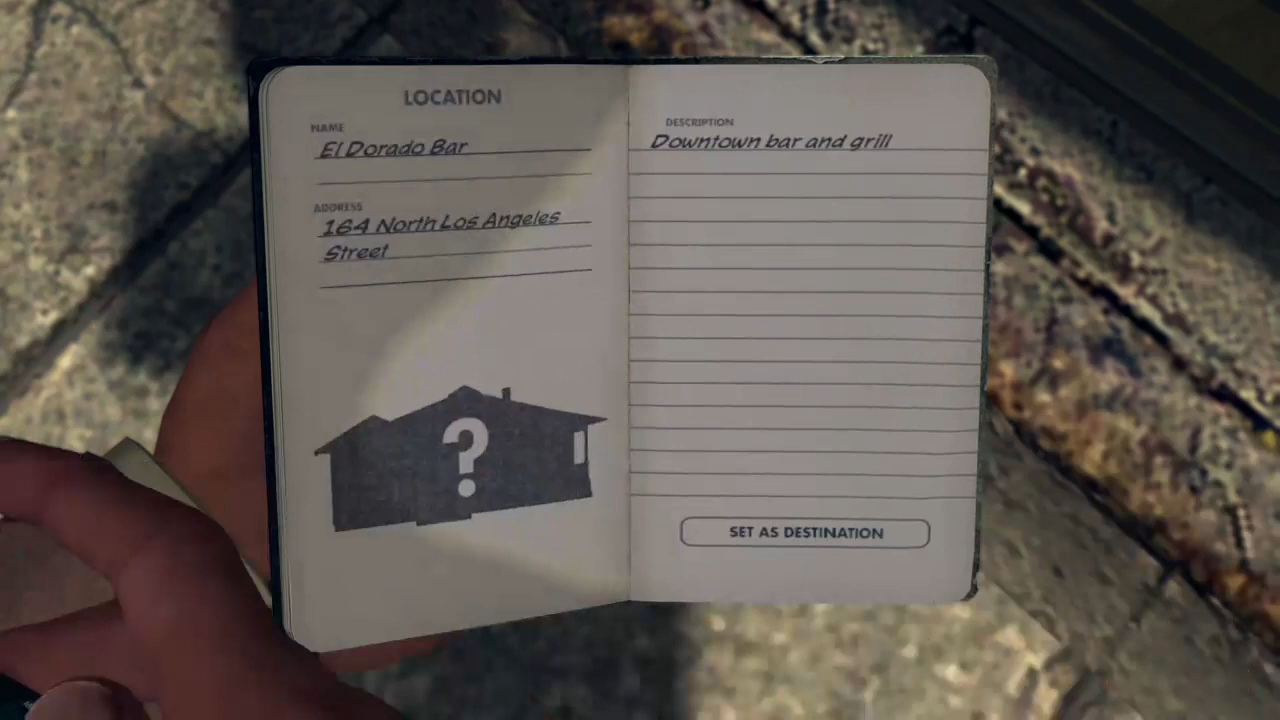 LOCATION
NAME
El Dorado Bar
ADDRESS
164 North Los Angeles
Street
?
DESCRIPTION
Downtown bar and grill
SET AS DESTINATION